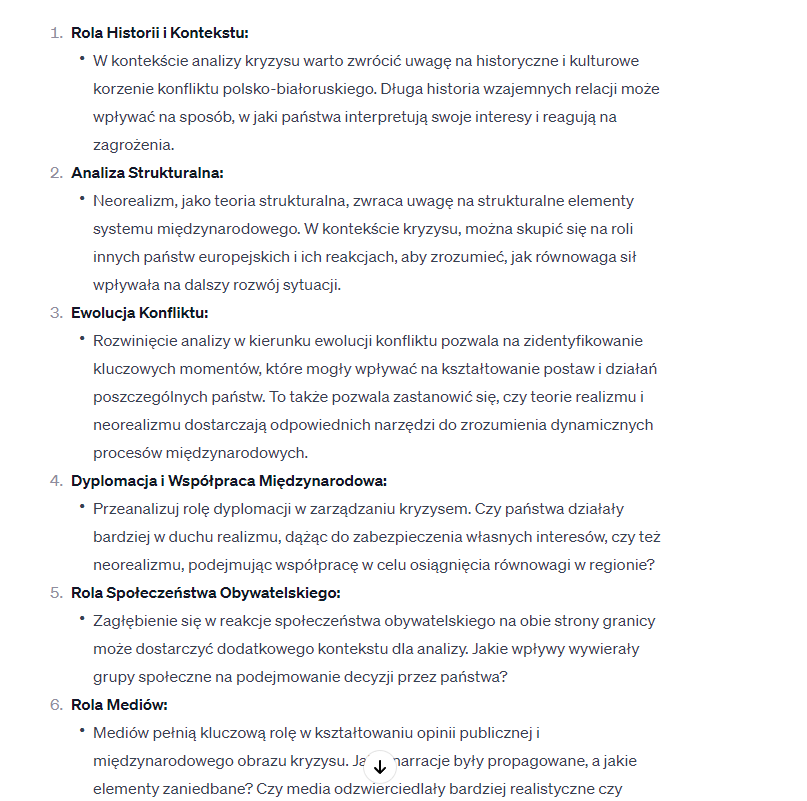 1. Rola Historii i Kontekstu:
• W kontekście analizy kryzysu warto zwrócić uwagę na historyczne i kulturowe
korzenie konfliktu polsko-białoruskiego. Długa historia wzajemnych relacji może
wpływać na sposób, w jaki państwa interpretują swoje interesy i reagują na
zagrożenia.
2. Analiza Strukturalna:
• Neorealizm, jako teoria strukturalna, zwraca uwagę na strukturalne elementy
systemu międzynarodowego. W kontekście kryzysu, można skupić się na roli
innych państw europejskich i ich reakcjach, aby zrozumieć, jak równowaga sił
wpływała na dalszy rozwój sytuacji.
3. Ewolucja Konfliktu:
• Rozwinięcie analizy w kierunku ewolucji konfliktu pozwala na zidentyfikowanie
kluczowych momentów, które mogły wpływać na kształtowanie postaw i działań
poszczególnych państw. To także pozwala zastanowić się, czy teorie realizmu i
neorealizmu dostarczają odpowiednich narzędzi do zrozumienia dynamicznych
procesów międzynarodowych.
4. Dyplomacja i Współpraca Międzynarodowa:
• Przeanalizuj rolę dyplomacji w zarządzaniu kryzysem. Czy państwa działały
bardziej w duchu realizmu, dążąc do zabezpieczenia własnych interesów, czy też
neorealizmu, podejmując współpracę w celu osiągnięcia równowagi w regionie?
5. Rola Społeczeństwa Obywatelskiego:
• Zagłębienie się w reakcje społeczeństwa obywatelskiego na obie strony granicy
może dostarczyć dodatkowego kontekstu dla analizy. Jakie wpływy wywierały
grupy społeczne na podejmowanie decyzji przez państwa?
6. Rola Mediów:
• Mediów pełnią kluczową rolę w kształtowaniu opinii publicznej i
międzynarodowego obrazu kryzysu. narracje były propagowane, a jakie
elementy zaniedbane? Czy media odzwierciedlały bardziej realistyczne czy